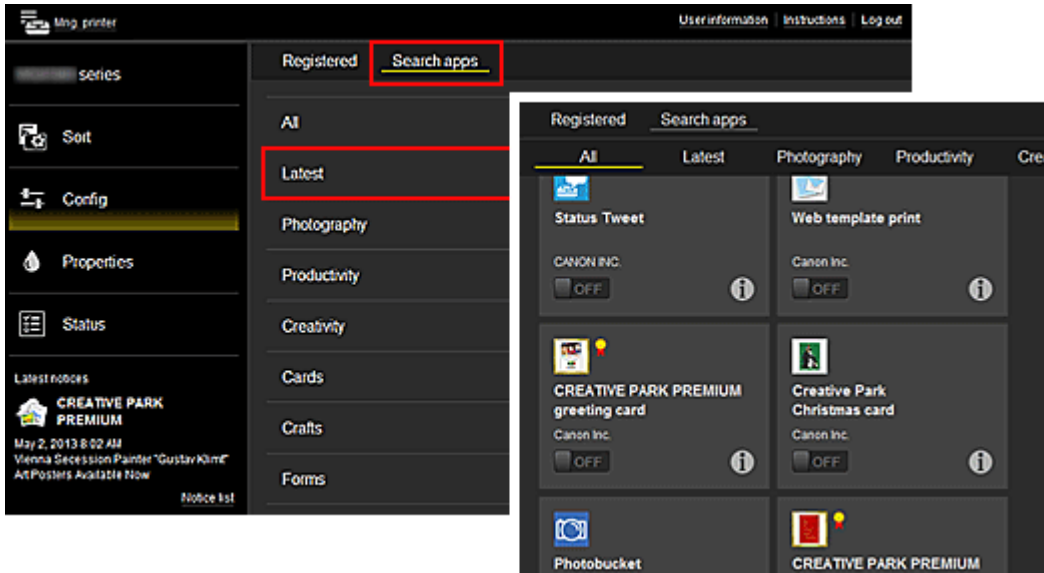 Mng. printer
User information
Instructions
Log out
series
Sort
Config
Properties
Status
Latest notices
CREATIVE PARK
PREMIUM
May 2, 2013 8:02 AM
Vienna Secession Painter "Gustav Klimt"
Art Posters Available Now
Notice list
Registered
Search apps
All
Latest
Photography
Productivity
Creativity
Cards
Crafts
Forms
Registered
Search apps
All
Latest
Photography
Productivity
Cre
Status Tweet
CANON INC.
OFF
Web template print
Canon Inc.
OFF
CREATIVE PARK PREMIUM
greeting card
Canon Inc.
OFF
Creative Park
Christmas card
Canon Inc.
OFF
Photobucket
CREATIVE PARK PREMIUM